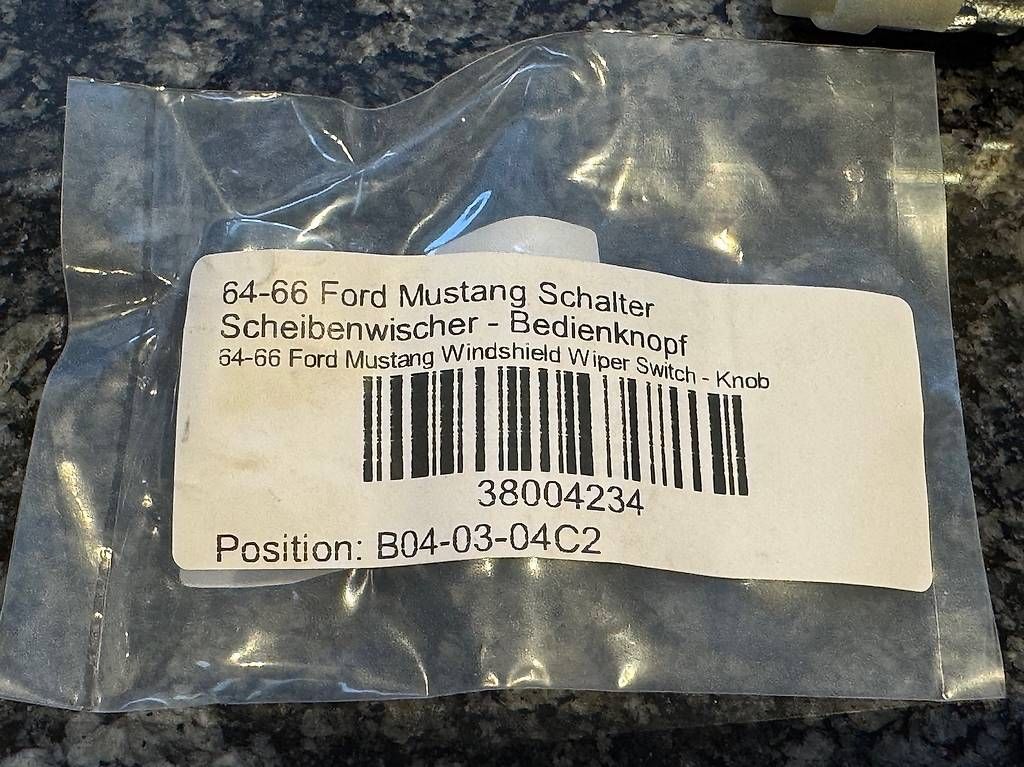 64-66 Ford Mustang Schalter
Scheibenwischer - Bedienknopf
64-66 Ford Mustang Windshield Wiper Switch - Knob
38004234
Position: B04-03-04C2